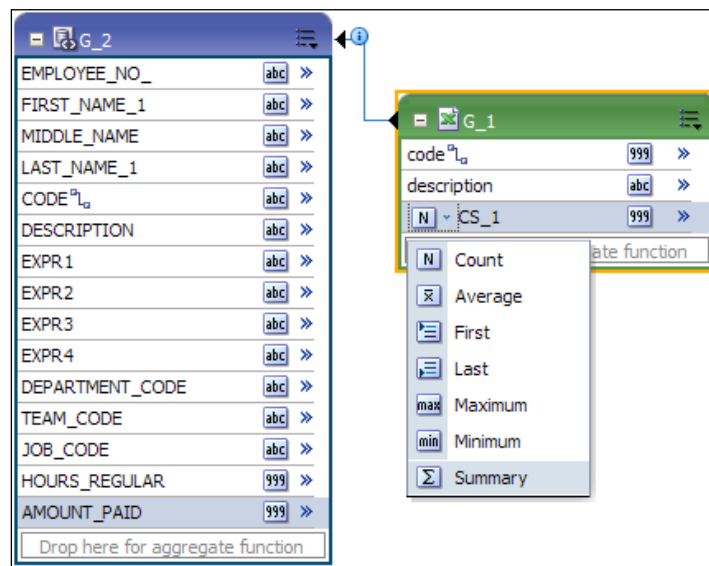 G_2
EMPLOYEE_NO_ abc »
FIRST_NAME_1 abc »
MIDDLE_NAME abc »
LAST_NAME_1 abc »
CODE abc »
DESCRIPTION abc »
EXPR1 abc »
EXPR2 abc »
EXPR3 abc »
EXPR4 abc »
DEPARTMENT_CODE abc »
TEAM_CODE abc »
JOB_CODE abc »
HOURS_REGULAR 999 »
AMOUNT_PAID 999 »
Drop here for aggregate function
G_1
code 999 »
description abc »
N CS_1 999 »
ate function
N Count
x̅ Average
First
Last
max Maximum
min Minimum
Σ Summary